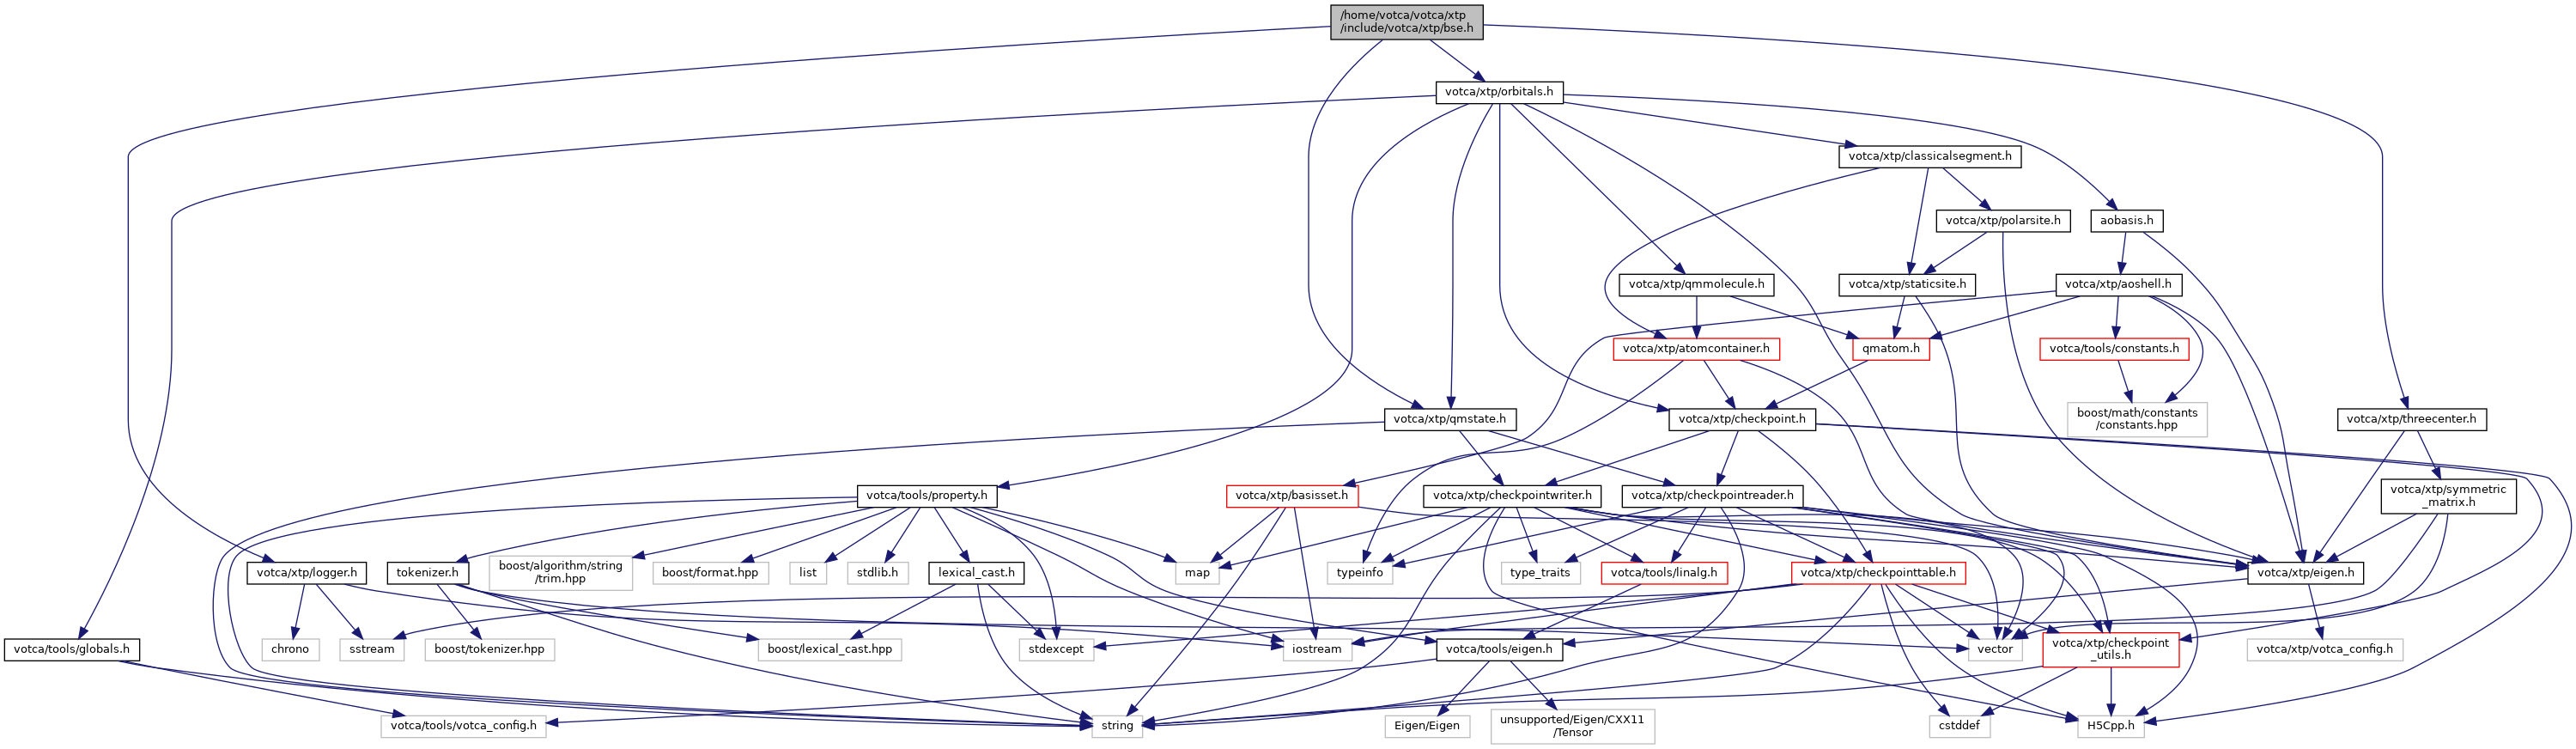 /home/votca/votca/xtp
/include/votca/xtp/bse.h
votca/xtp/orbitals.h
votca/xtp/classicalsegment.h
votca/xtp/polarsite.h
aobasis.h
votca/xtp/qmmolecule.h
votca/xtp/staticsite.h
votca/xtp/aoshell.h
votca/xtp/atomcontainer.h
qmatom.h
votca/tools/constants.h
votca/xtp/qmstate.h
votca/xtp/checkpoint.h
boost/math/constants
/constants.hpp
votca/xtp/threecenter.h
votca/tools/property.h
votca/xtp/basisset.h
votca/xtp/checkpointwriter.h
votca/xtp/checkpointreader.h
votca/xtp/symmetric
_matrix.h
votca/xtp/logger.h
tokenizer.h
boost/algorithm/string
/trim.hpp
boost/format.hpp
list
stdlib.h
lexical_cast.h
map
typeinfo
type_traits
votca/tools/linalg.h
votca/xtp/checkpointtable.h
votca/xtp/eigen.h
votca/tools/globals.h
chrono
sstream
boost/tokenizer.hpp
boost/lexical_cast.hpp
stdexcept
iostream
votca/tools/eigen.h
vector
votca/xtp/checkpoint
_utils.h
votca/xtp/votca_config.h
votca/tools/votca_config.h
string
Eigen/Eigen
unsupported/Eigen/CXX11
/Tensor
cstddef
H5Cpp.h